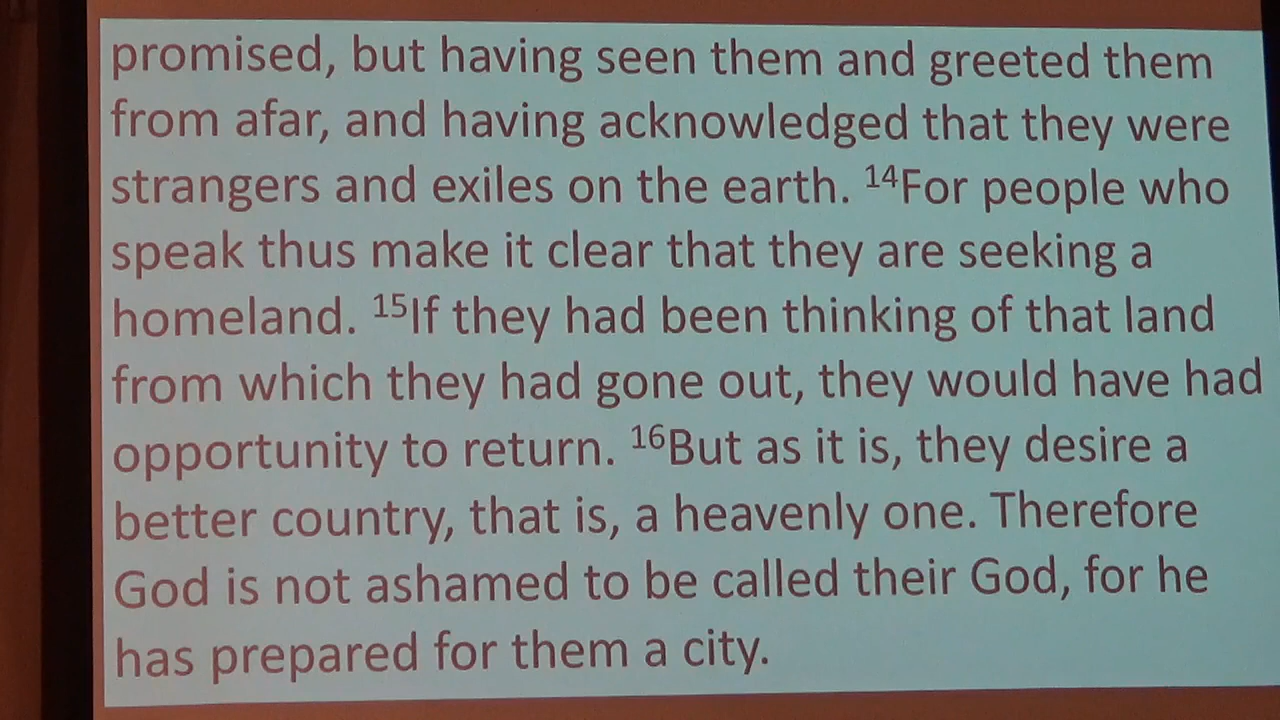 promised, but having seen them and greeted them
from afar, and having acknowledged that they were
strangers and exiles on the earth. ¹⁴For people who
speak thus make it clear that they are seeking a
homeland. ¹⁵If they had been thinking of that land
from which they had gone out, they would have had
opportunity to return. ¹⁶But as it is, they desire a
better country, that is, a heavenly one. Therefore
God is not ashamed to be called their God, for he
has prepared for them a city.